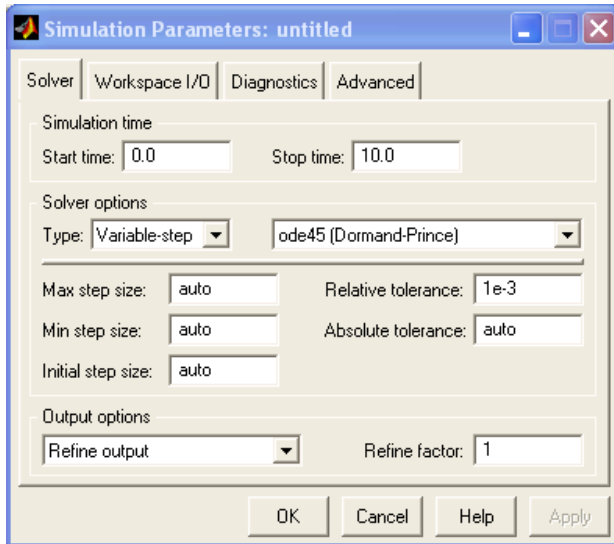 Simulation Parameters: untitled
Solver Workspace I/O Diagnostics Advanced
Simulation time
Start time: 0.0 Stop time: 10.0
Solver options
Type: Variable-step ode45 (Dormand-Prince)
Max step size: auto Relative tolerance: 1e-3
Min step size: auto Absolute tolerance: auto
Initial step size: auto
Output options
Refine output Refine factor: 1
OK Cancel Help Apply